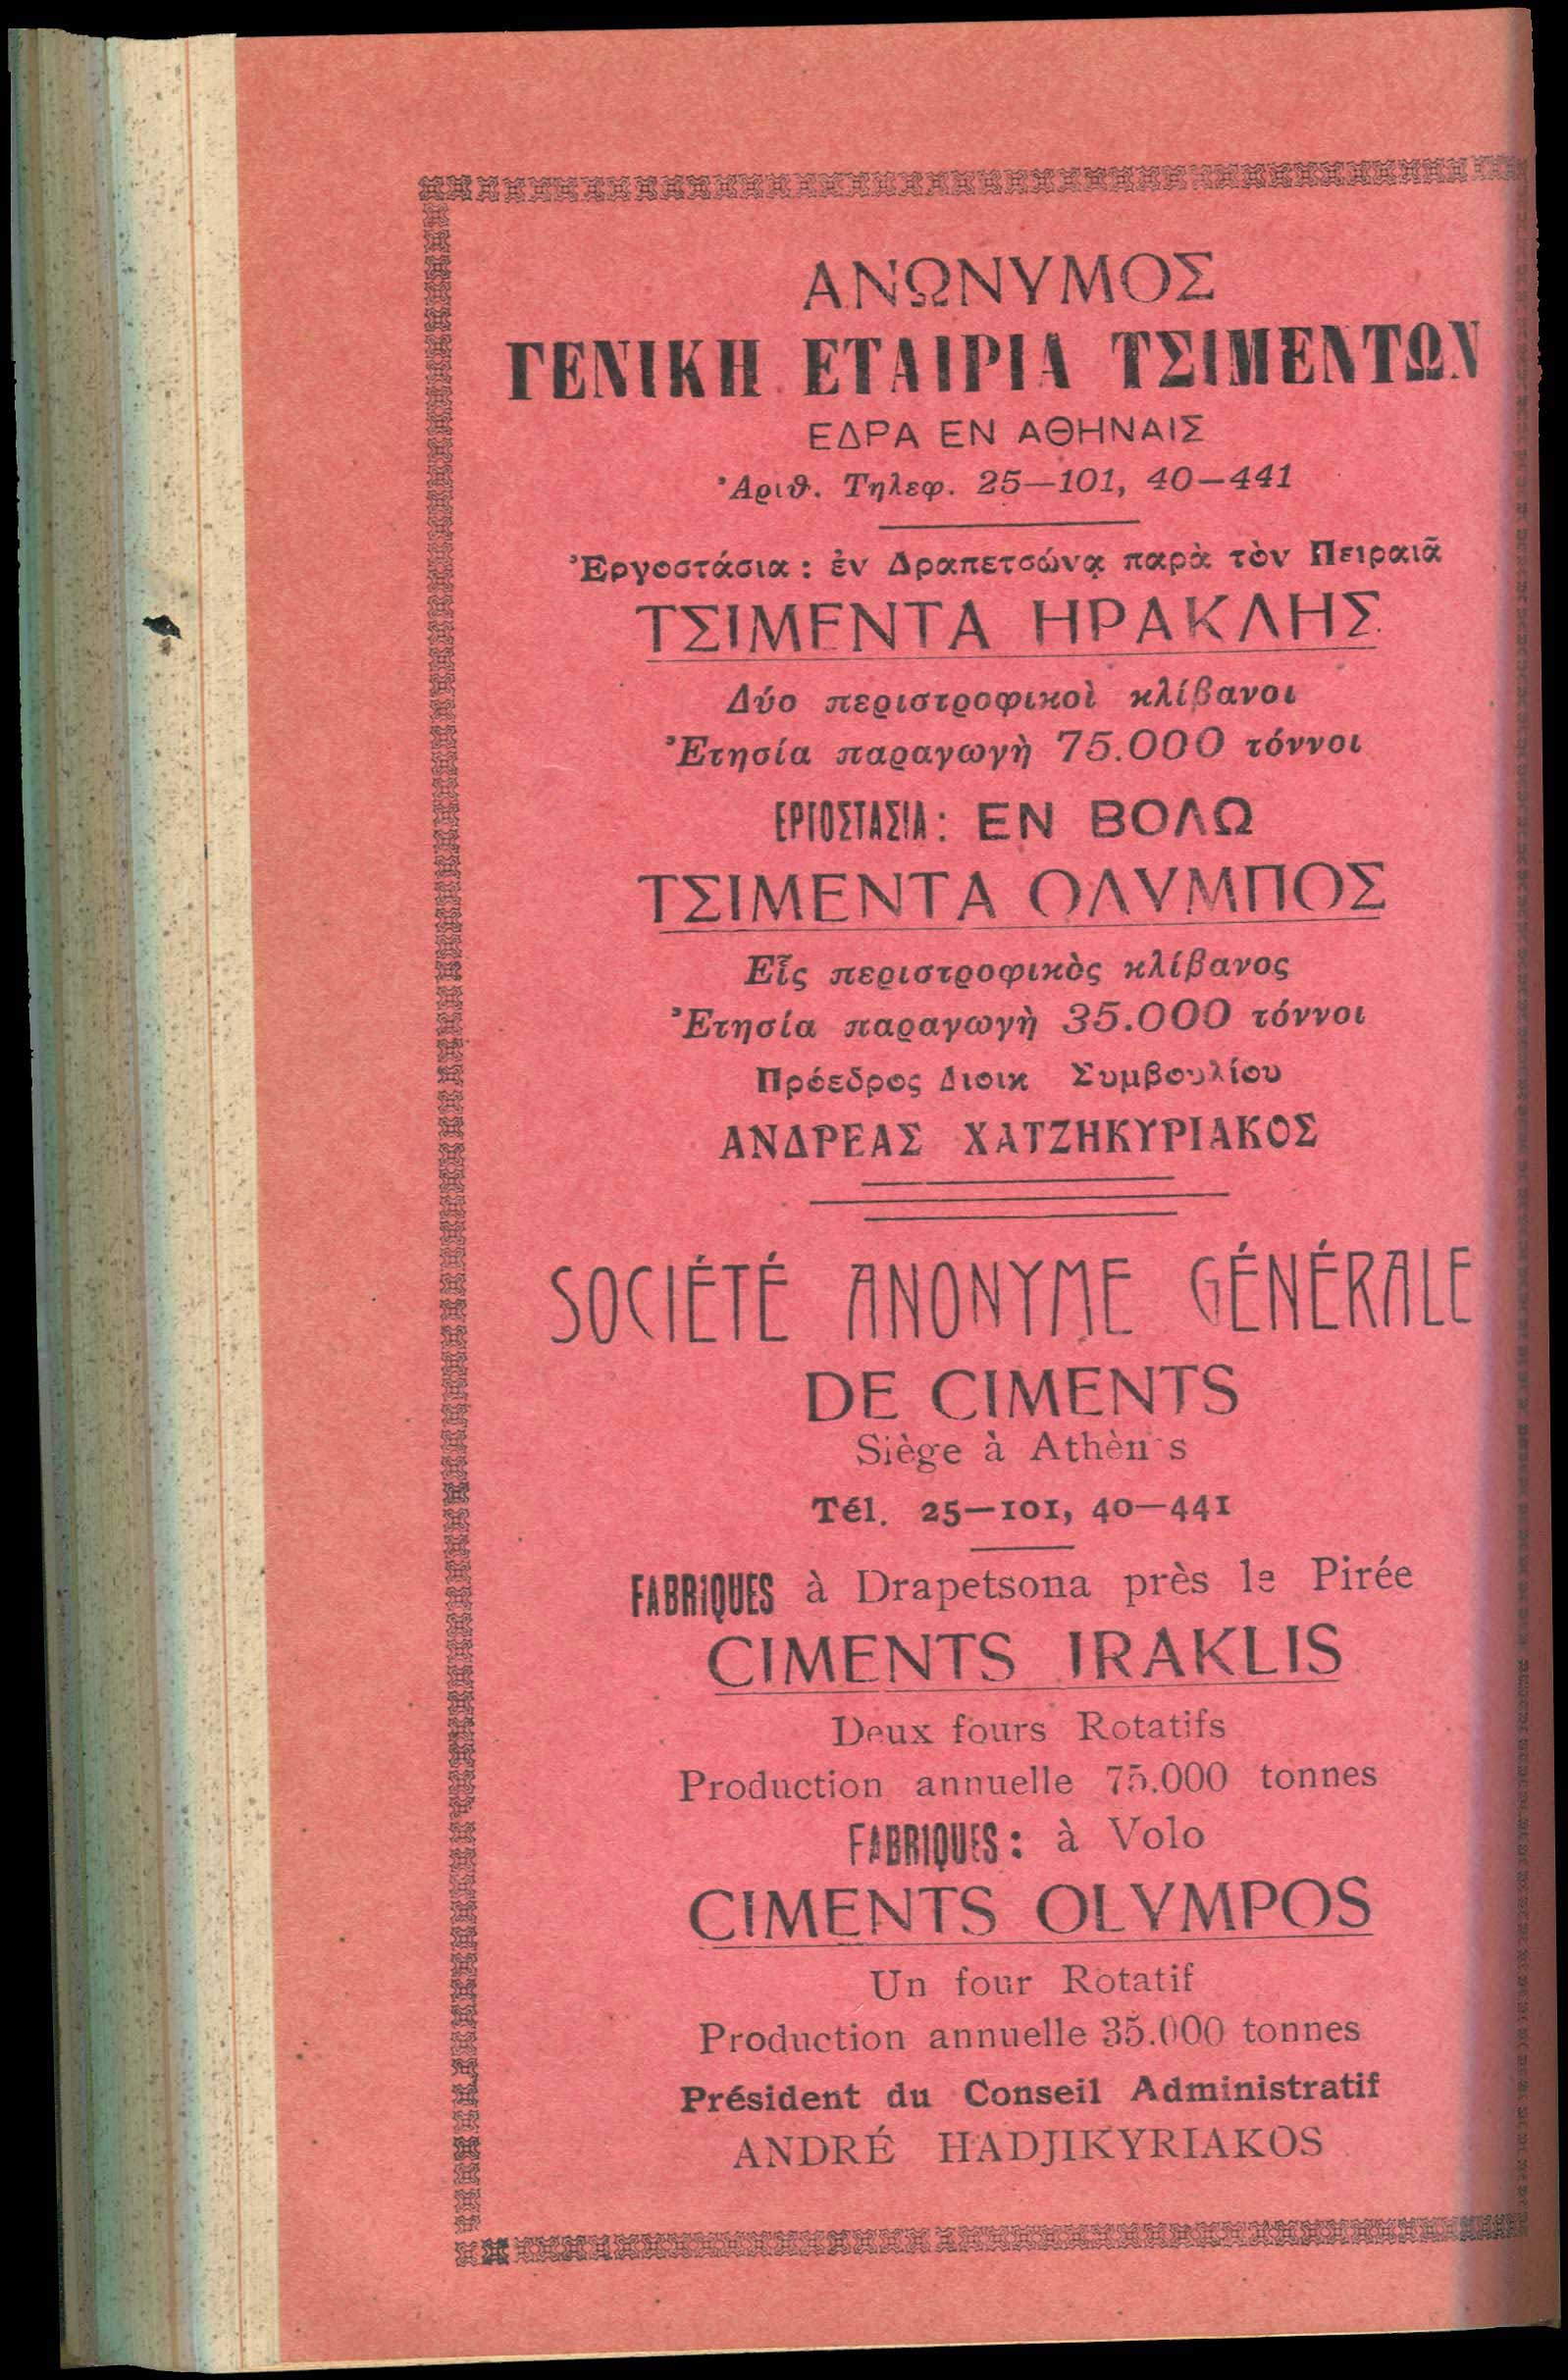 ΑΝΩΝΥΜΟΣ
ΓΕΝΙΚΗ ΕΤΑΙΡΙΑ ΤΣΙΜΕΝΤΩΝ
ΕΔΡΑ ΕΝ ΑΘΗΝΑΙΣ
Ἀριθ. Τηλεφ. 25—101, 40—441
Ἐργοστάσια : ἐν Δραπετσώνᾳ παρὰ τὸν Πειραιᾶ
ΤΣΙΜΕΝΤΑ ΗΡΑΚΛΗΣ
Δύο περιστροφικοὶ κλίβανοι
Ἐτησία παραγωγὴ 75.000 τόννοι
ΕΡΓΟΣΤΑΣΙΑ : ΕΝ ΒΟΛΩ
ΤΣΙΜΕΝΤΑ ΟΛΥΜΠΟΣ
Εἷς περιστροφικὸς κλίβανος
Ἐτησία παραγωγὴ 35.000 τόννοι
Πρόεδρος Διοικ Συμβουλίου
ΑΝΔΡΕΑΣ ΧΑΤΖΗΚΥΡΙΑΚΟΣ
SOCIÉTÉ ANONYME GÉNÉRALE
DE CIMENTS
Siège à Athènes
Tél. 25—101, 40—441
FABRIQUES à Drapetsona près le Pirée
CIMENTS IRAKLIS
Deux fours Rotatifs
Production annuelle 75.000 tonnes
FABRIQUES : à Volo
CIMENTS OLYMPOS
Un four Rotatif
Production annuelle 35.000 tonnes
Président du Conseil Administratif
ANDRÉ HADJIKYRIAKOS